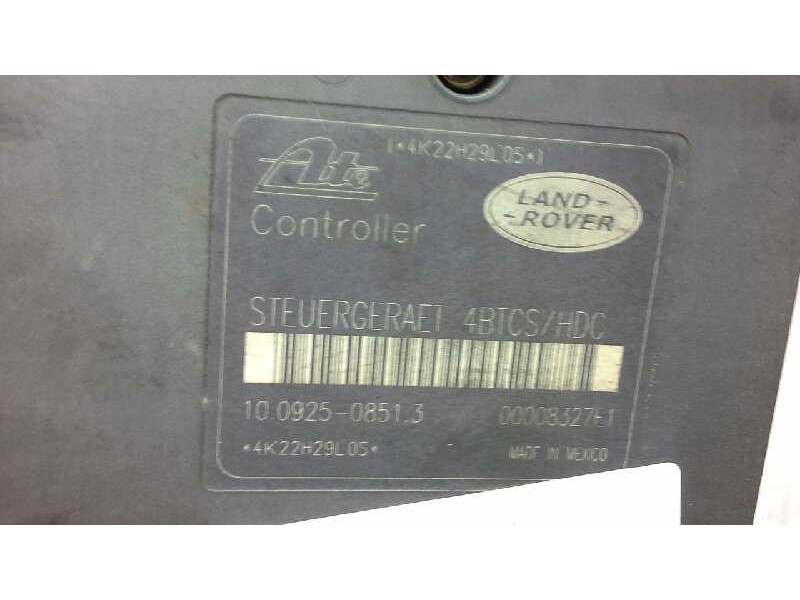 (*4K22H29L05*)
Ate
LAND-
-ROVER
Controller
STEUERGERAET 4BTCS/HDC
10.0925-0851.3 00008327E1
*4K22H29L05* MADE IN MEXICO